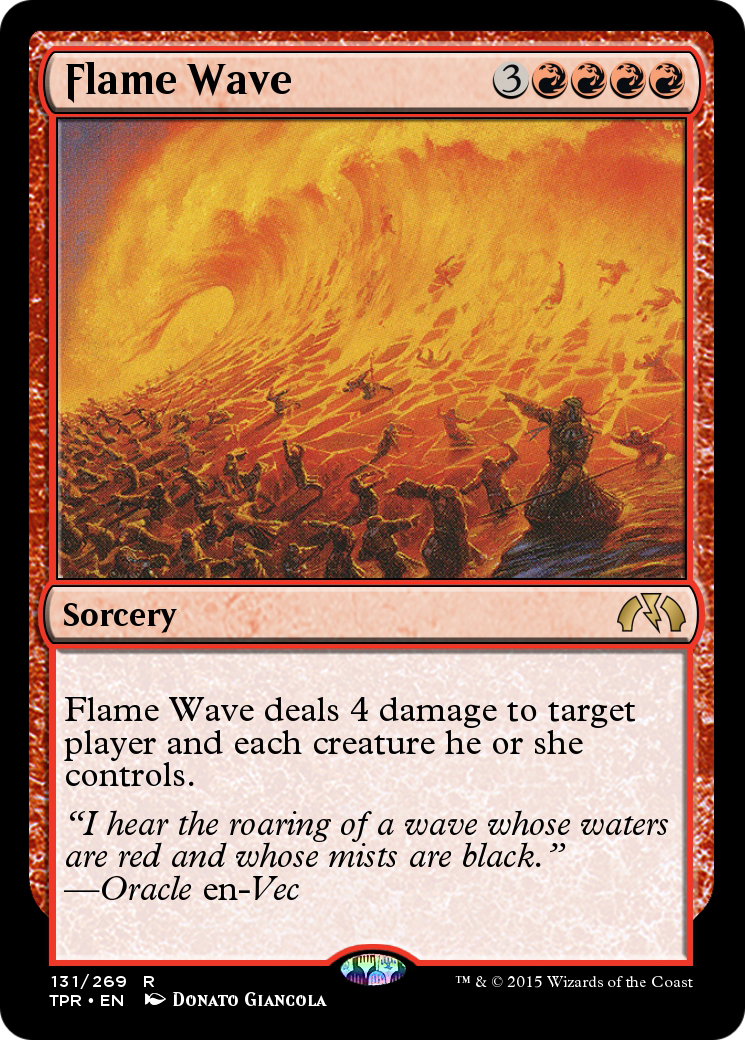 Flame Wave 3
Sorcery
Flame Wave deals 4 damage to target
player and each creature he or she
controls.
“I hear the roaring of a wave whose waters
are red and whose mists are black.”
—Oracle en-Vec
131/269 R
TPR • EN Donato Giancola
™ & © 2015 Wizards of the Coast